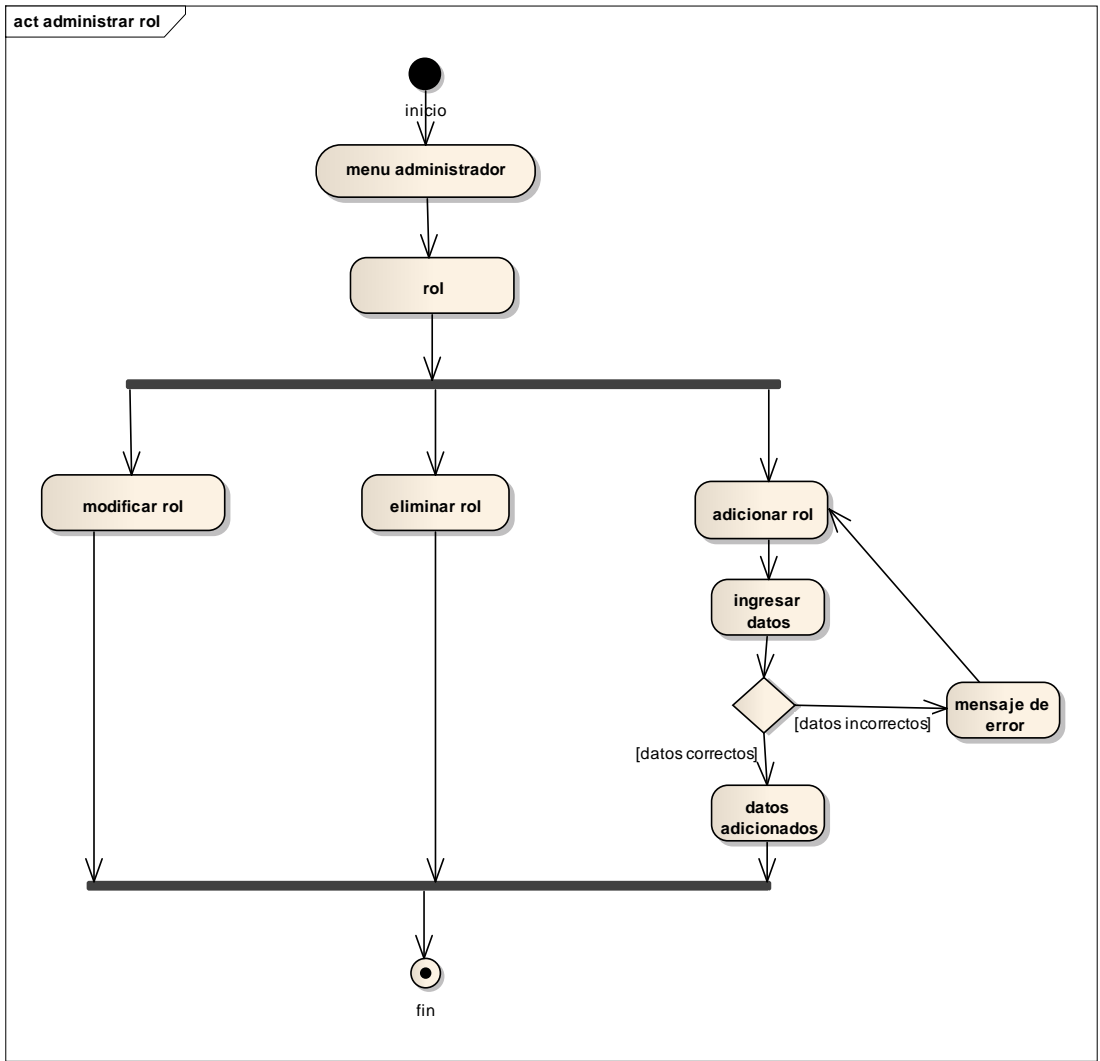 act administrar rol
inicio
menu administrador
rol
modificar rol
eliminar rol
adicionar rol
ingresar
datos
mensaje de
error
[datos incorrectos]
[datos correctos]
datos
adicionados
fin